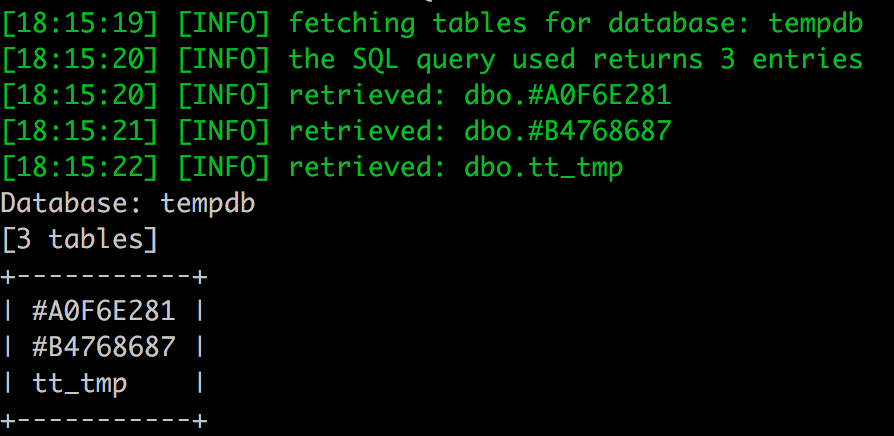 [18:15:19] [INFO] fetching tables for database: tempdb
[18:15:20] [INFO] the SQL query used returns 3 entries
[18:15:20] [INFO] retrieved: dbo.#A0F6E281
[18:15:21] [INFO] retrieved: dbo.#B4768687
[18:15:22] [INFO] retrieved: dbo.tt_tmp
Database: tempdb
[3 tables]
+-----------+
| #A0F6E281 |
| #B4768687 |
| tt_tmp    |
+-----------+